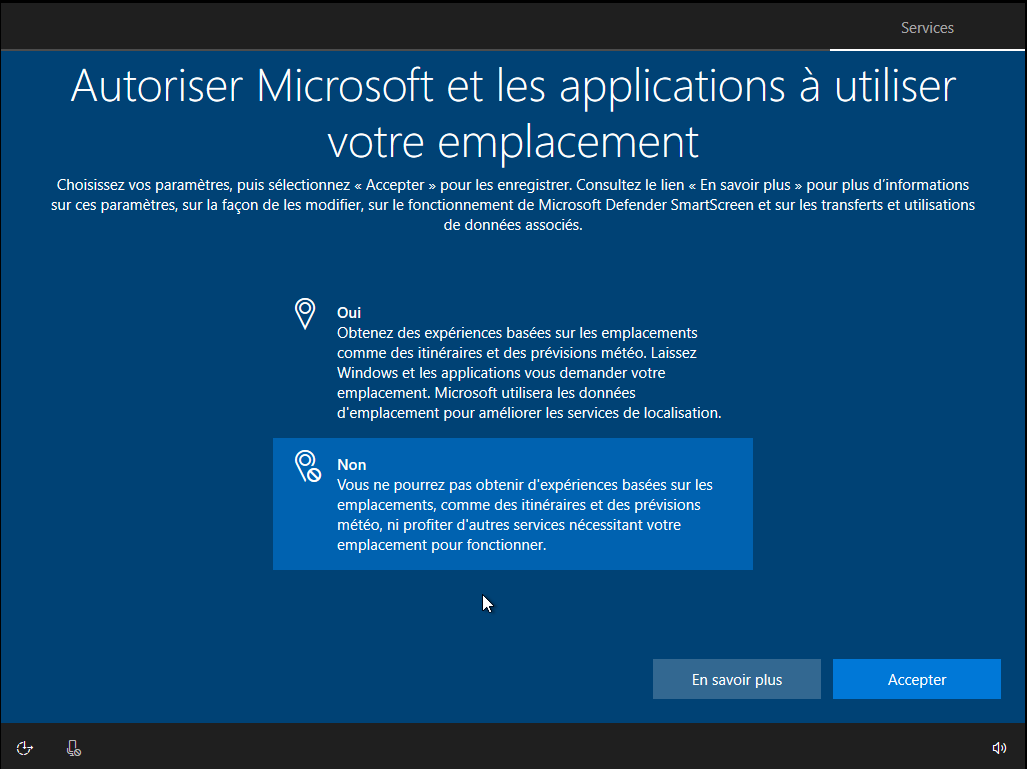 Services
Autoriser Microsoft et les applications à utiliser
votre emplacement
Choisissez vos paramètres, puis sélectionnez « Accepter » pour les enregistrer. Consultez le lien « En savoir plus » pour plus d’informations
sur ces paramètres, sur la façon de les modifier, sur le fonctionnement de Microsoft Defender SmartScreen et sur les transferts et utilisations
de données associés.
Oui
Obtenez des expériences basées sur les emplacements
comme des itinéraires et des prévisions météo. Laissez
Windows et les applications vous demander votre
emplacement. Microsoft utilisera les données
d'emplacement pour améliorer les services de localisation.
Non
Vous ne pourrez pas obtenir d'expériences basées sur les
emplacements, comme des itinéraires et des prévisions
météo, ni profiter d'autres services nécessitant votre
emplacement pour fonctionner.
En savoir plus
Accepter